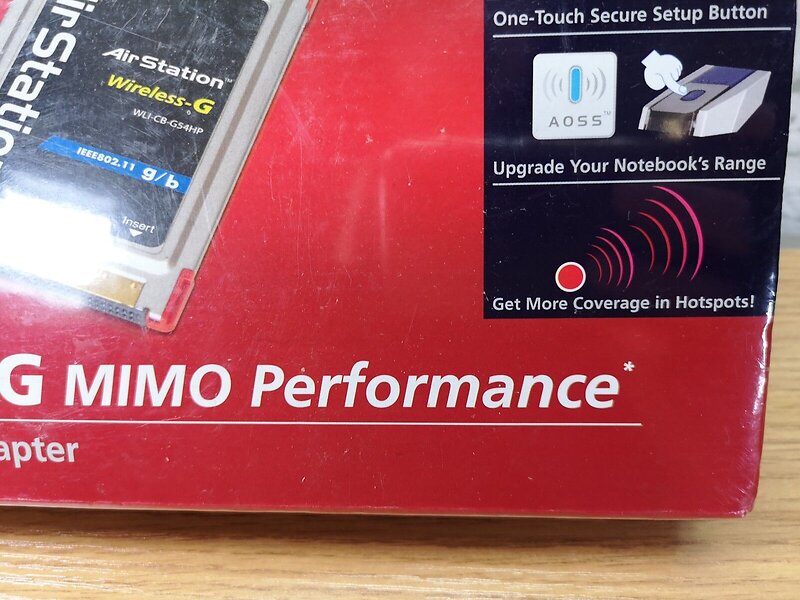 One-Touch Secure Setup Button
AOSS™
Upgrade Your Notebook's Range
Get More Coverage in Hotspots!
AirStation
AirStation™
Wireless-G
WLI-CB-G54HP
IEEE802.11 g/b
Insert
G MIMO Performance*
apter